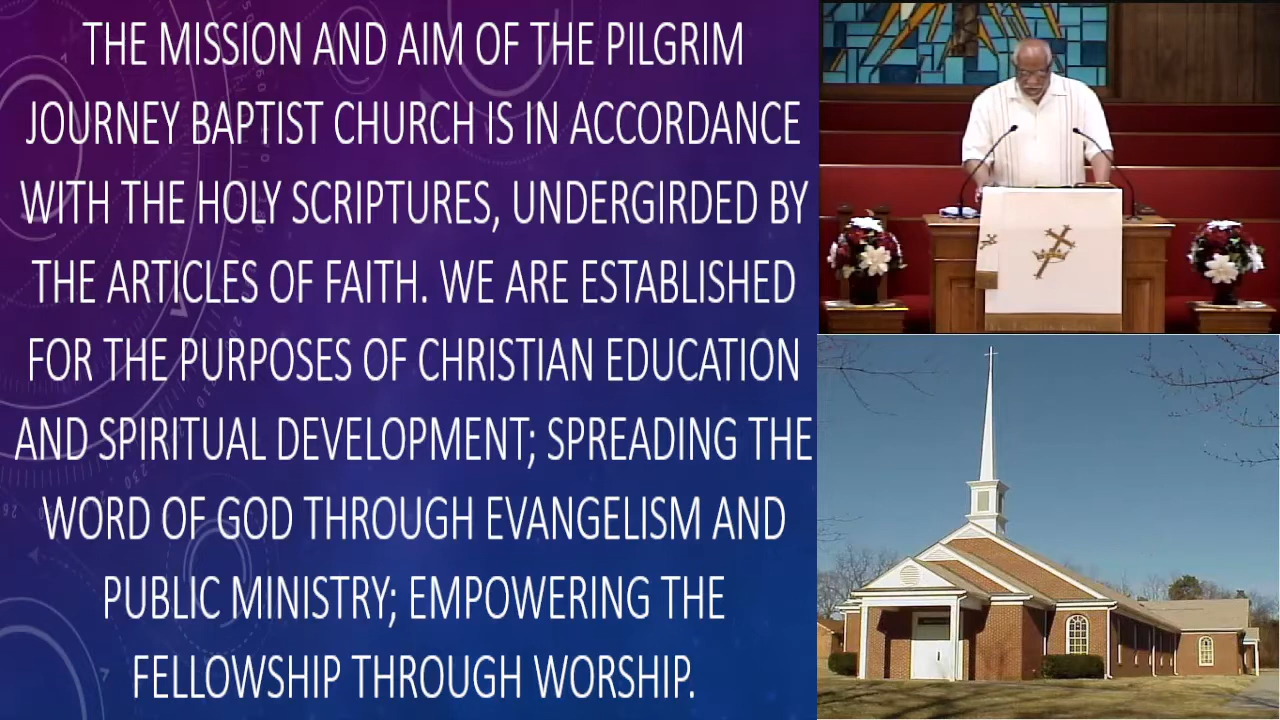 THE MISSION AND AIM OF THE PILGRIM
JOURNEY BAPTIST CHURCH IS IN ACCORDANCE
WITH THE HOLY SCRIPTURES, UNDERGIRDED BY
THE ARTICLES OF FAITH. WE ARE ESTABLISHED
FOR THE PURPOSES OF CHRISTIAN EDUCATION
AND SPIRITUAL DEVELOPMENT; SPREADING THE
WORD OF GOD THROUGH EVANGELISM AND
PUBLIC MINISTRY; EMPOWERING THE
FELLOWSHIP THROUGH WORSHIP.